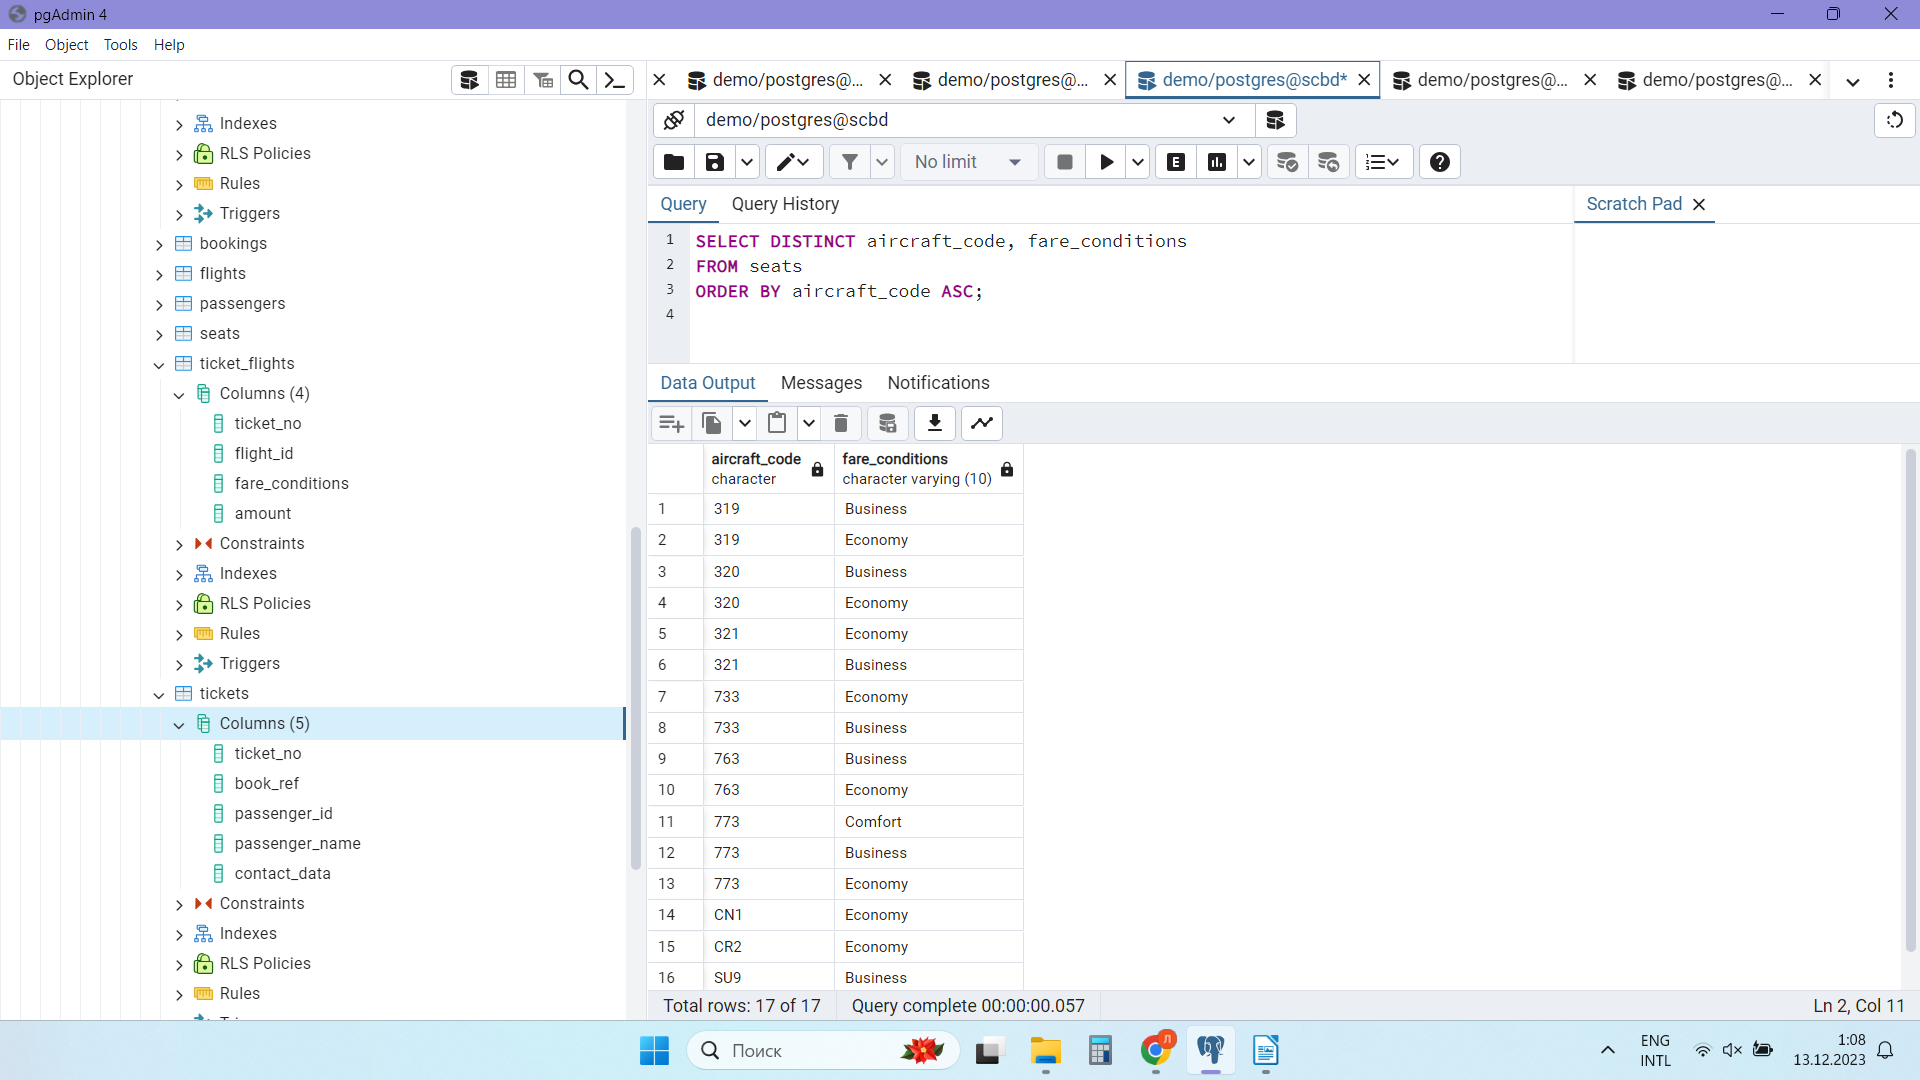 pgAdmin 4
File Object Tools Help
Object Explorer
demo/postgres@...
demo/postgres@...
demo/postgres@scbd*
demo/postgres@...
demo/postgres@...
demo/postgres@scbd
No limit
E
Query Query History
Scratch Pad
1 SELECT DISTINCT aircraft_code, fare_conditions
2 FROM seats
3 ORDER BY aircraft_code ASC;
4
Data Output Messages Notifications
aircraft_code character
fare_conditions character varying (10)
1 319 Business
2 319 Economy
3 320 Business
4 320 Economy
5 321 Economy
6 321 Business
7 733 Economy
8 733 Business
9 763 Business
10 763 Economy
11 773 Comfort
12 773 Business
13 773 Economy
14 CN1 Economy
15 CR2 Economy
16 SU9 Business
Total rows: 17 of 17 Query complete 00:00:00.057 Ln 2, Col 11
Indexes
RLS Policies
Rules
Triggers
bookings
flights
passengers
seats
ticket_flights
Columns (4)
ticket_no
flight_id
fare_conditions
amount
Constraints
Indexes
RLS Policies
Rules
Triggers
tickets
Columns (5)
ticket_no
book_ref
passenger_id
passenger_name
contact_data
Constraints
Indexes
RLS Policies
Rules
Поиск
Л
ENG
INTL
1:08
13.12.2023